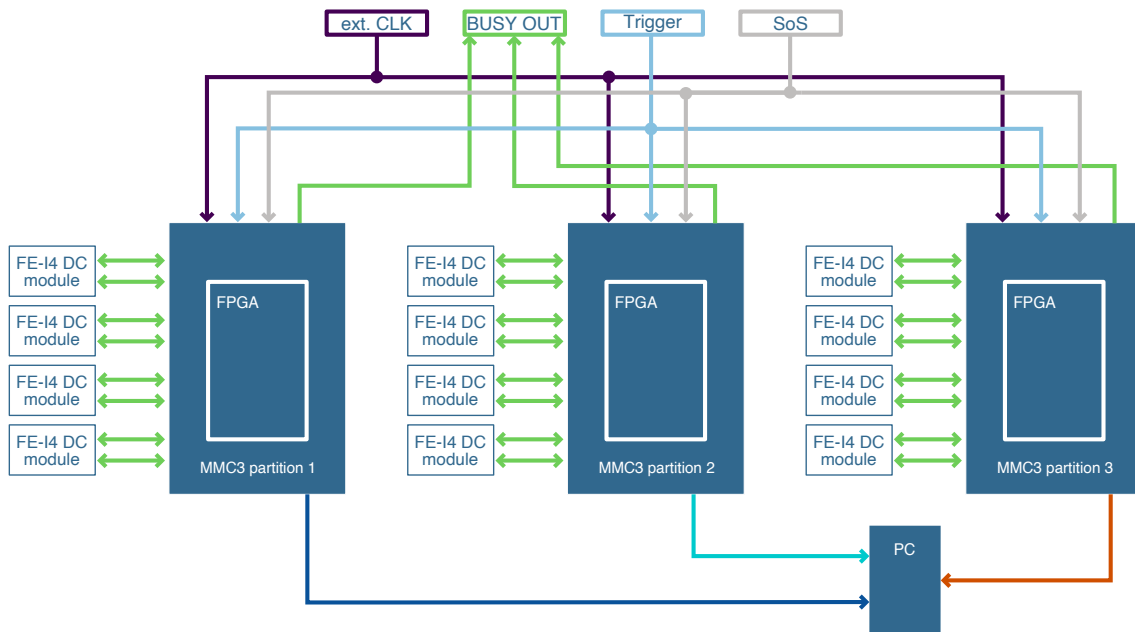 ext. CLK
BUSY OUT
Trigger
SoS
FE-I4 DC
module
FE-I4 DC
module
FE-I4 DC
module
FE-I4 DC
module
FPGA
MMC3 partition 1
FE-I4 DC
module
FE-I4 DC
module
FE-I4 DC
module
FE-I4 DC
module
FPGA
MMC3 partition 2
FE-I4 DC
module
FE-I4 DC
module
FE-I4 DC
module
FE-I4 DC
module
FPGA
MMC3 partition 3
PC